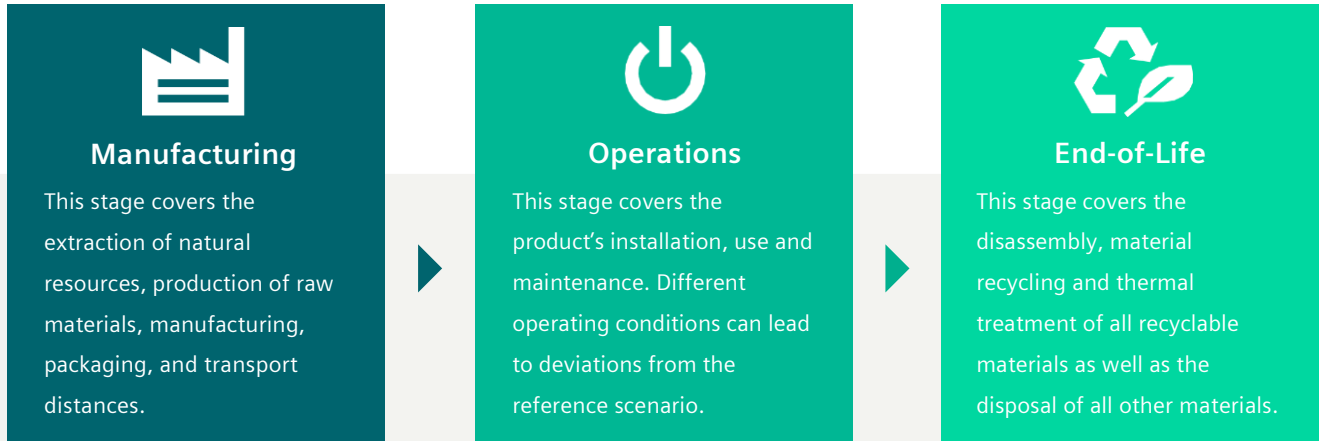 Manufacturing
This stage covers the
extraction of natural
resources, production of raw
materials, manufacturing,
packaging, and transport
distances.
Operations
This stage covers the
product’s installation, use and
maintenance. Different
operating conditions can lead
to deviations from the
reference scenario.
End-of-Life
This stage covers the
disassembly, material
recycling and thermal
treatment of all recyclable
materials as well as the
disposal of all other materials.